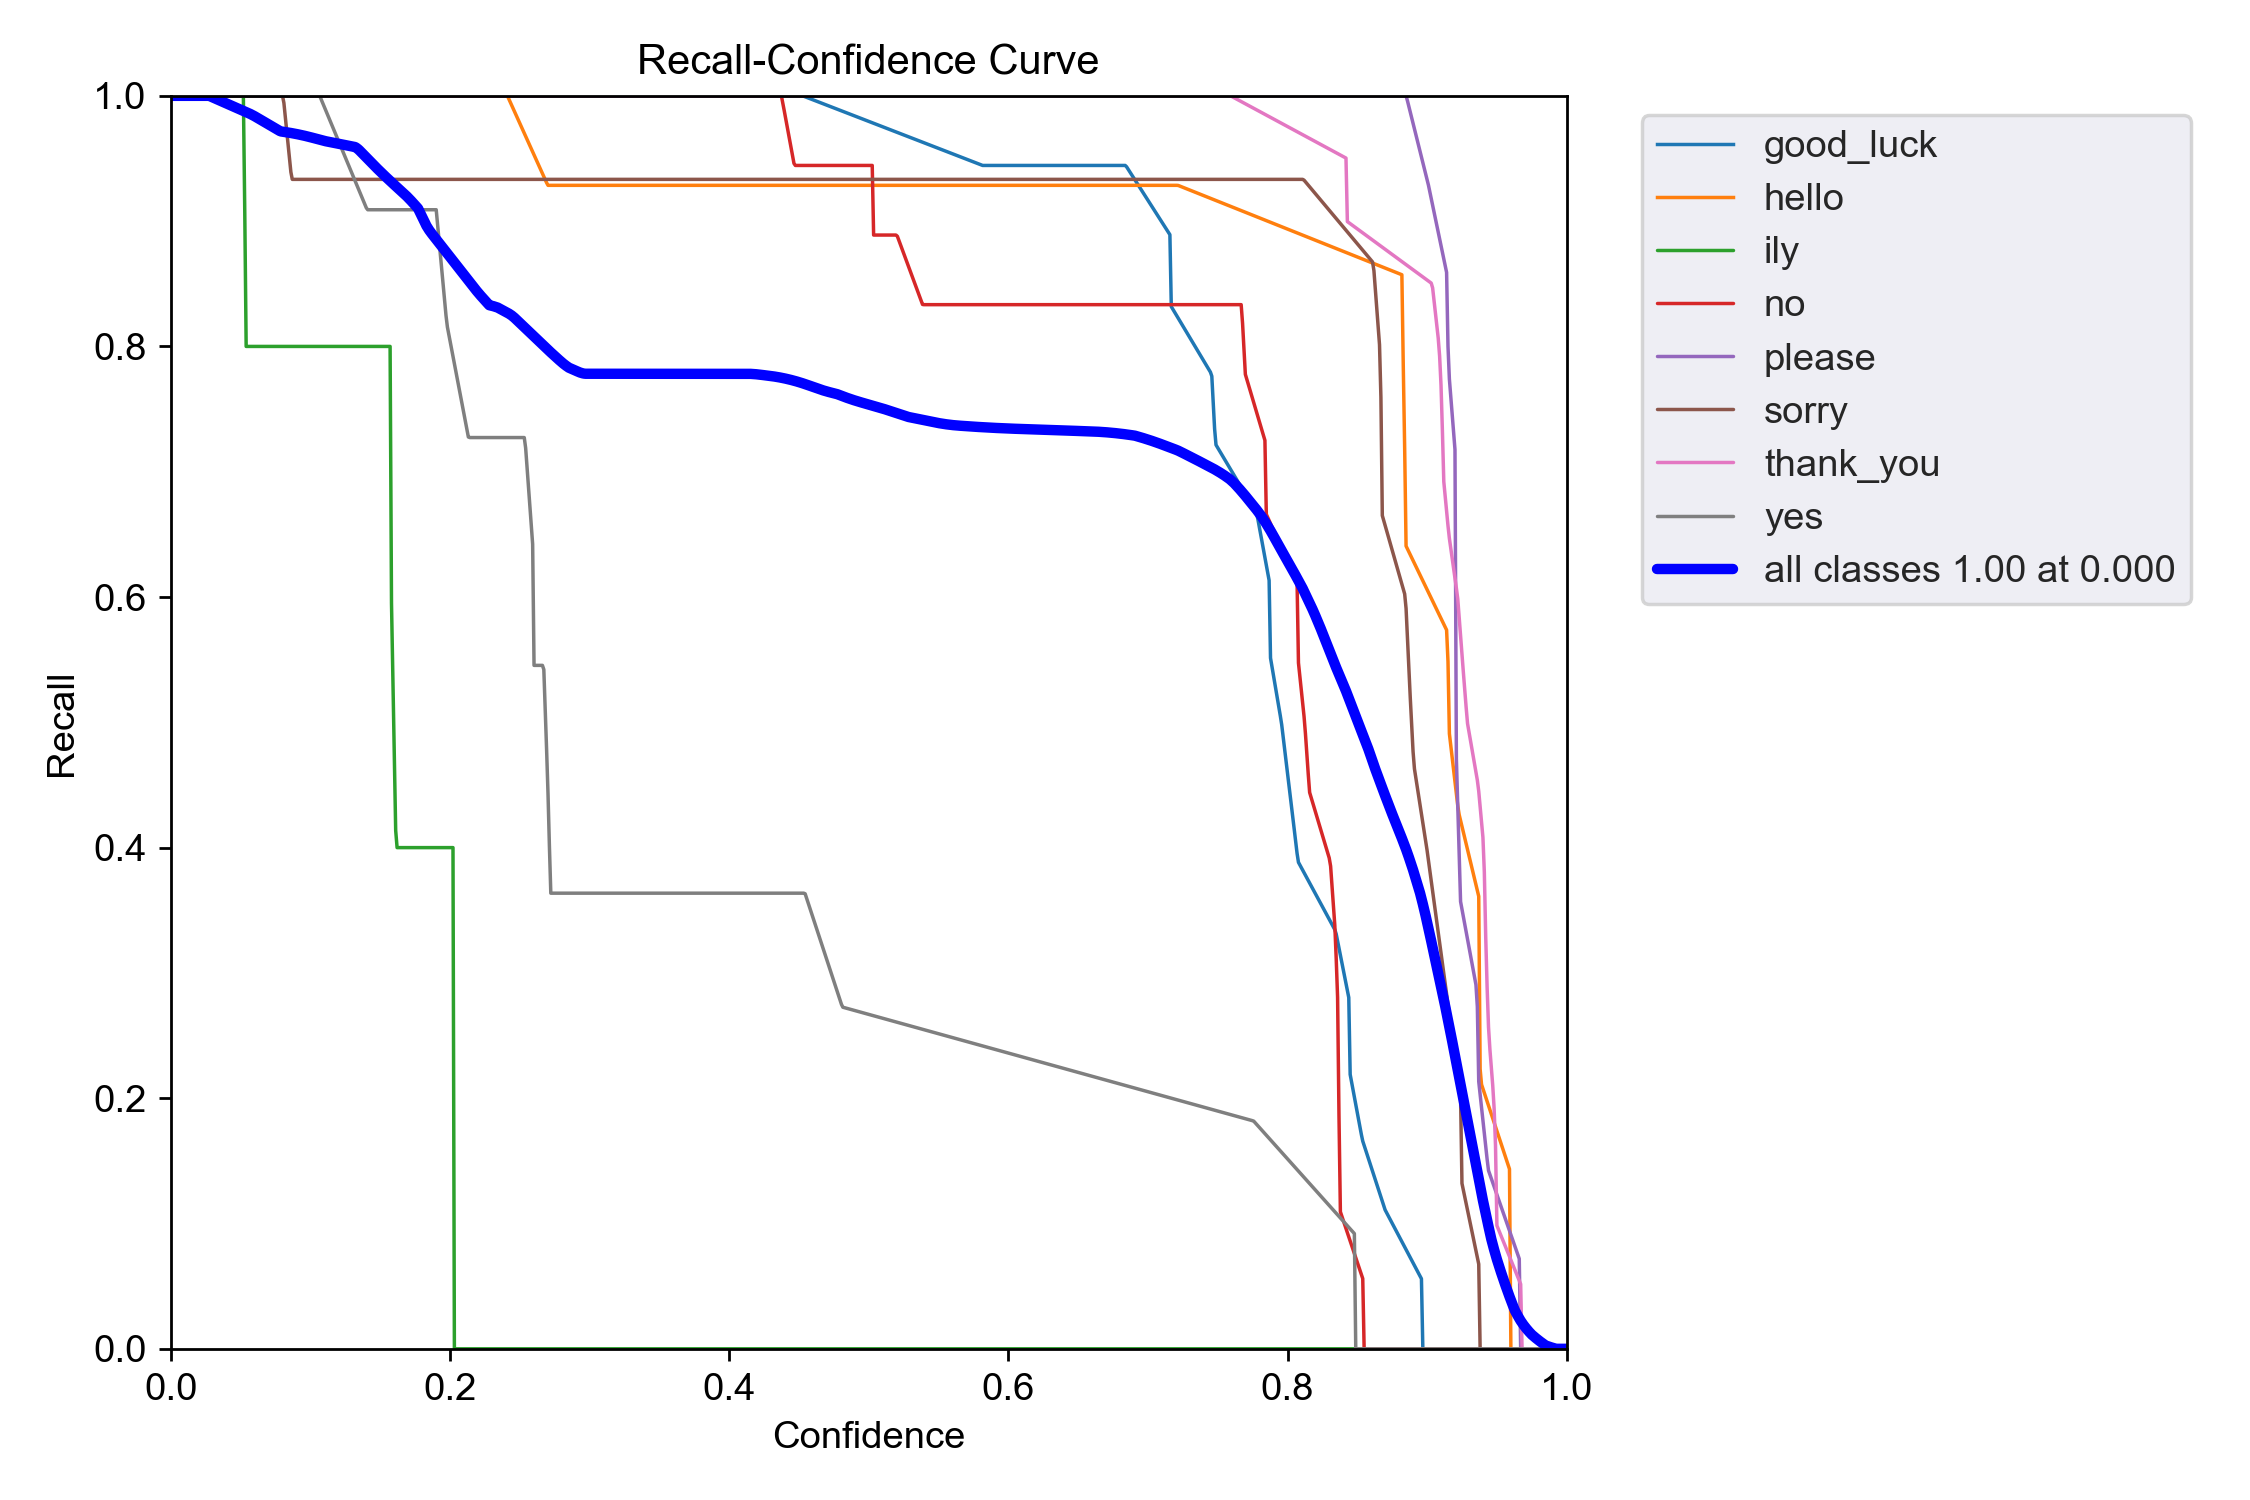 Recall-Confidence Curve
1.0
0.8
0.6
0.4
0.2
0.0
Recall
0.0 0.2 0.4 0.6 0.8 1.0
Confidence
good_luck
hello
ily
no
please
sorry
thank_you
yes
all classes 1.00 at 0.000